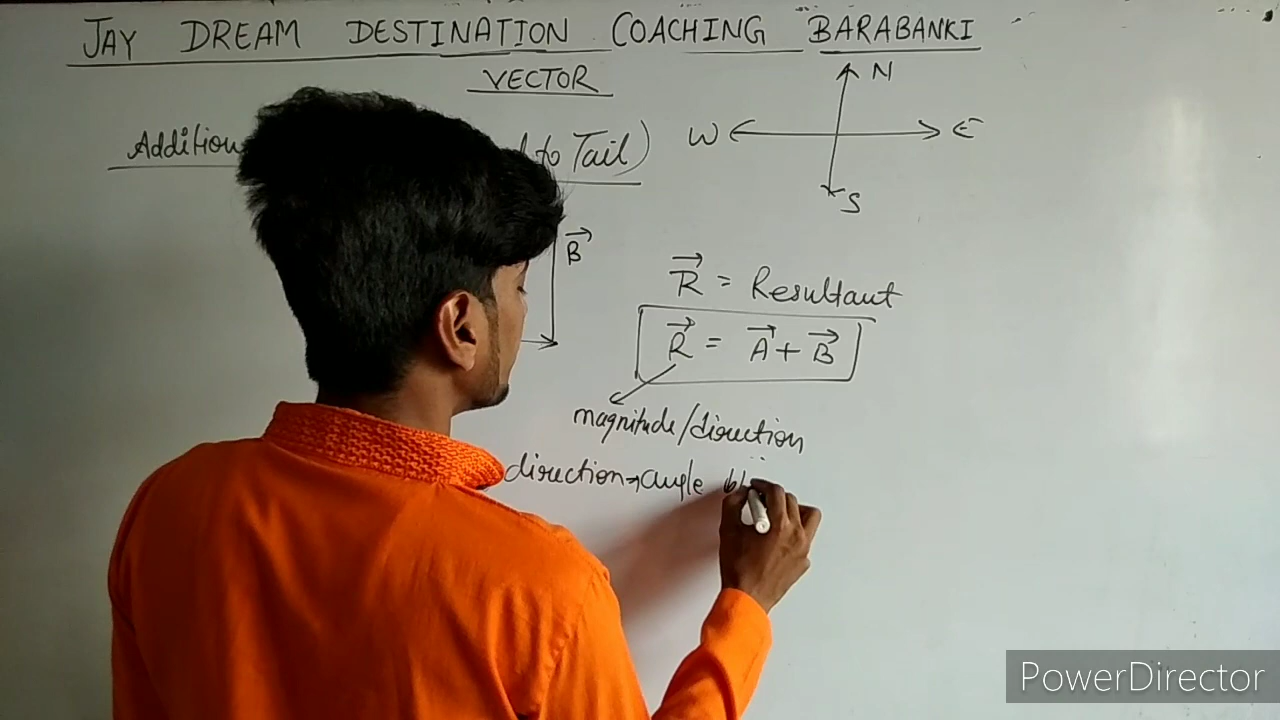 JAY DREAM DESTINATION COACHING BARABANKI
VECTOR
N
Addition to Tail)
W E
S
B
R = Resultant
R = A + B
magnitude/direction
direction→angle b/
PowerDirector